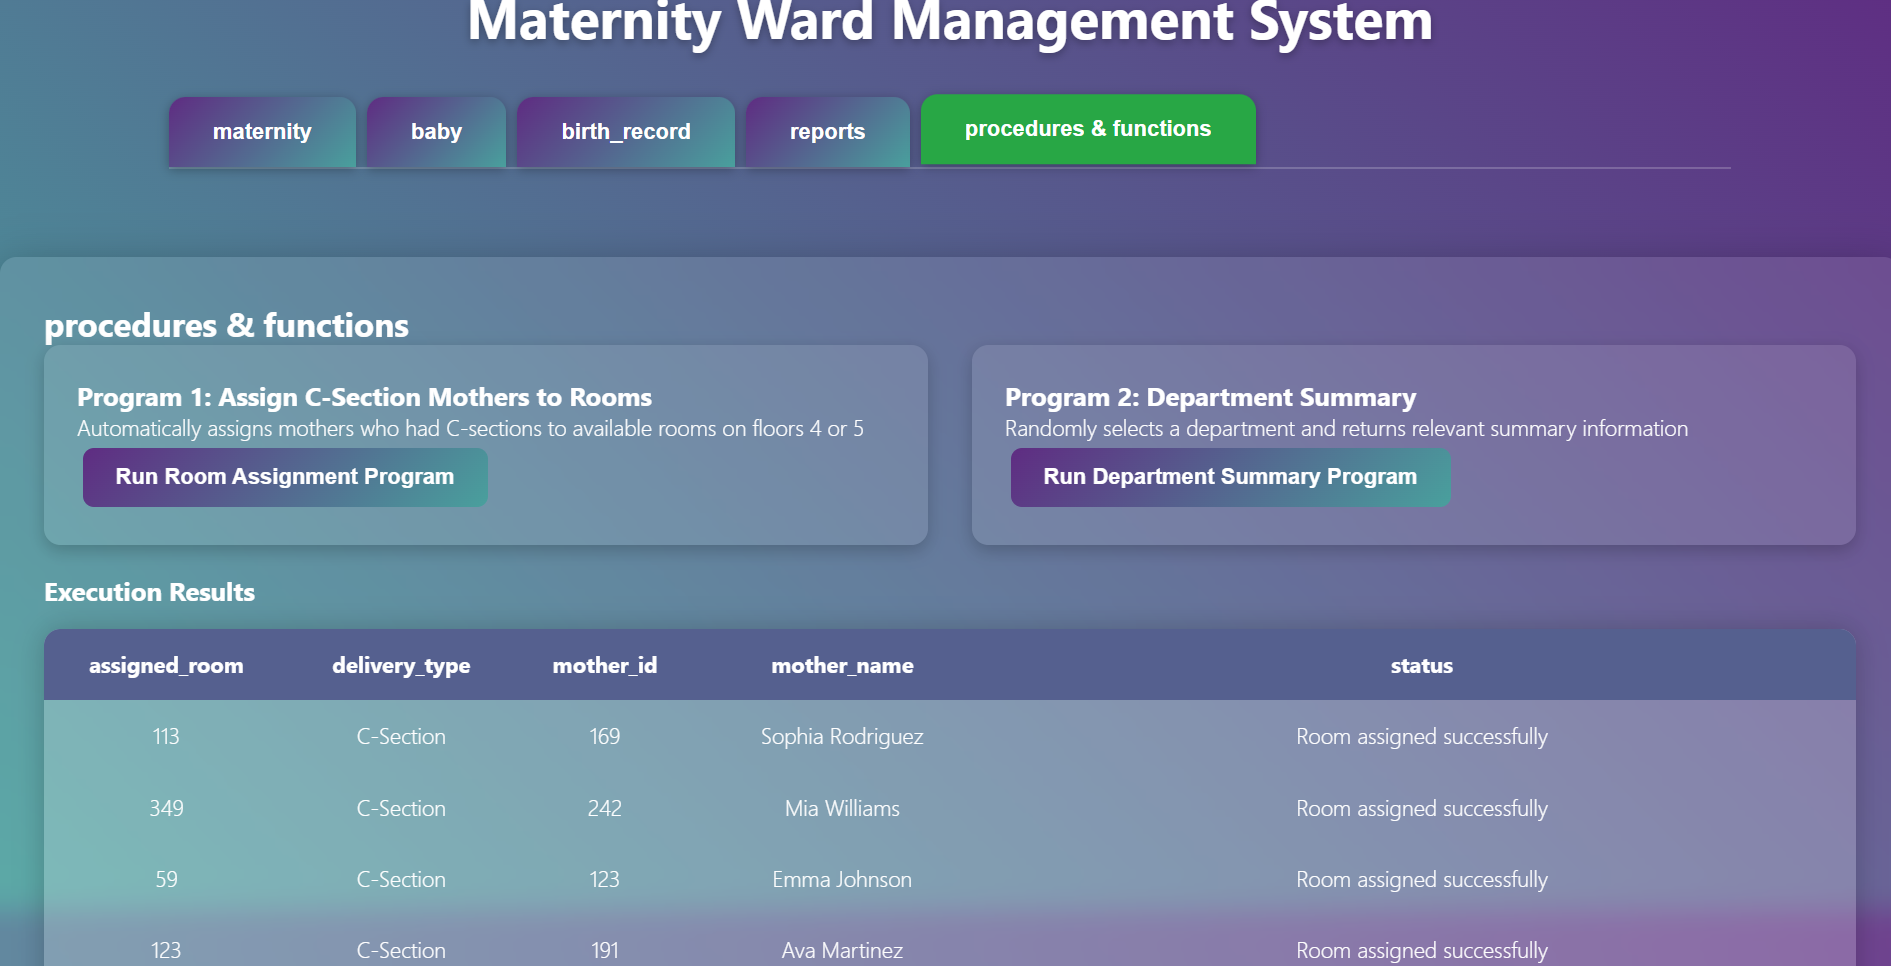 Maternity Ward Management System
maternity baby birth_record reports procedures & functions
procedures & functions
Program 1: Assign C-Section Mothers to Rooms
Automatically assigns mothers who had C-sections to available rooms on floors 4 or 5
Run Room Assignment Program
Program 2: Department Summary
Randomly selects a department and returns relevant summary information
Run Department Summary Program
Execution Results
assigned_room delivery_type mother_id mother_name status
113 C-Section 169 Sophia Rodriguez Room assigned successfully
349 C-Section 242 Mia Williams Room assigned successfully
59 C-Section 123 Emma Johnson Room assigned successfully
123 C-Section 191 Ava Martinez Room assigned successfully